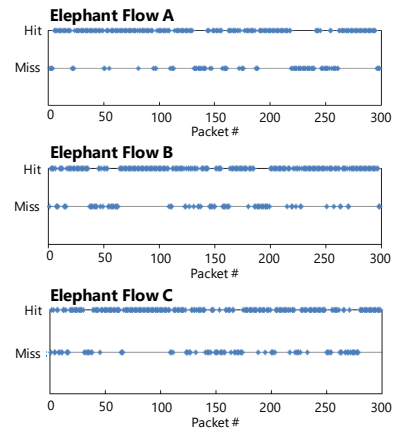 Elephant Flow A
Hit
Miss
0 50 100 150 200 250 300
Packet #
Elephant Flow B
Hit
Miss
0 50 100 150 200 250 300
Packet #
Elephant Flow C
Hit
Miss
0 50 100 150 200 250 300
Packet #